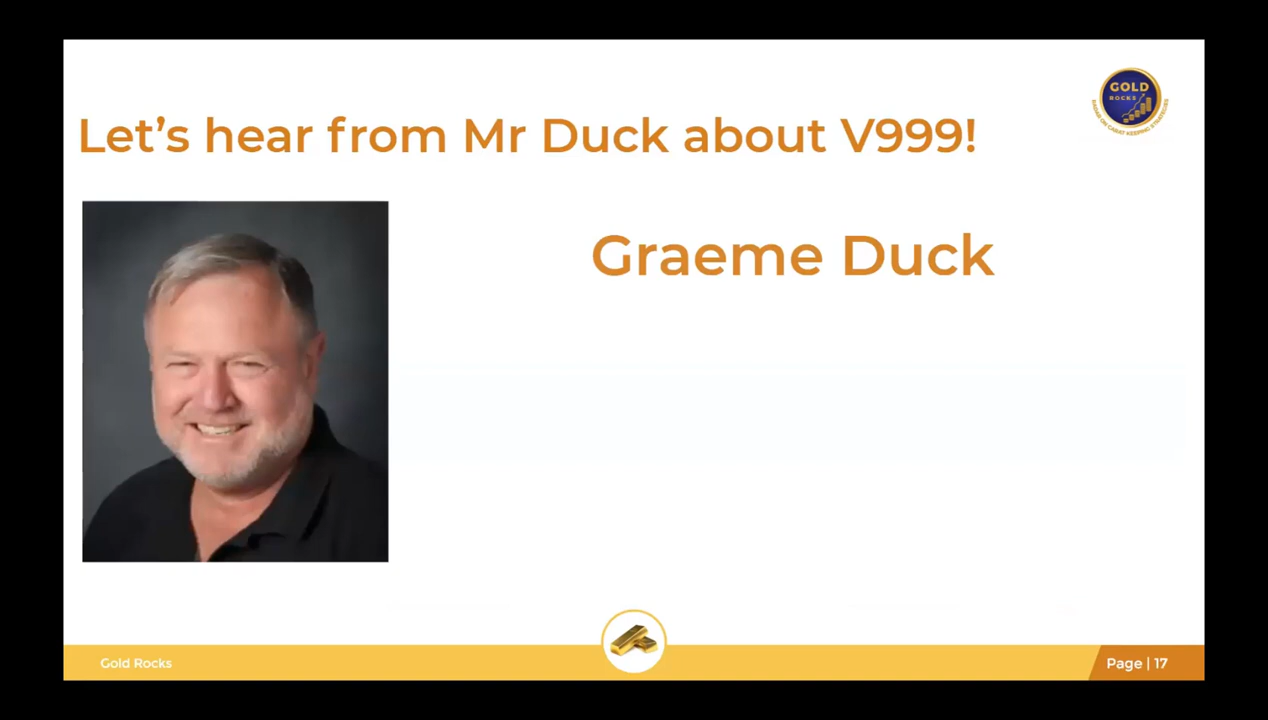 GOLD
ROCKS
Let's hear from Mr Duck about V999!
Graeme Duck
Gold Rocks
Page | 17